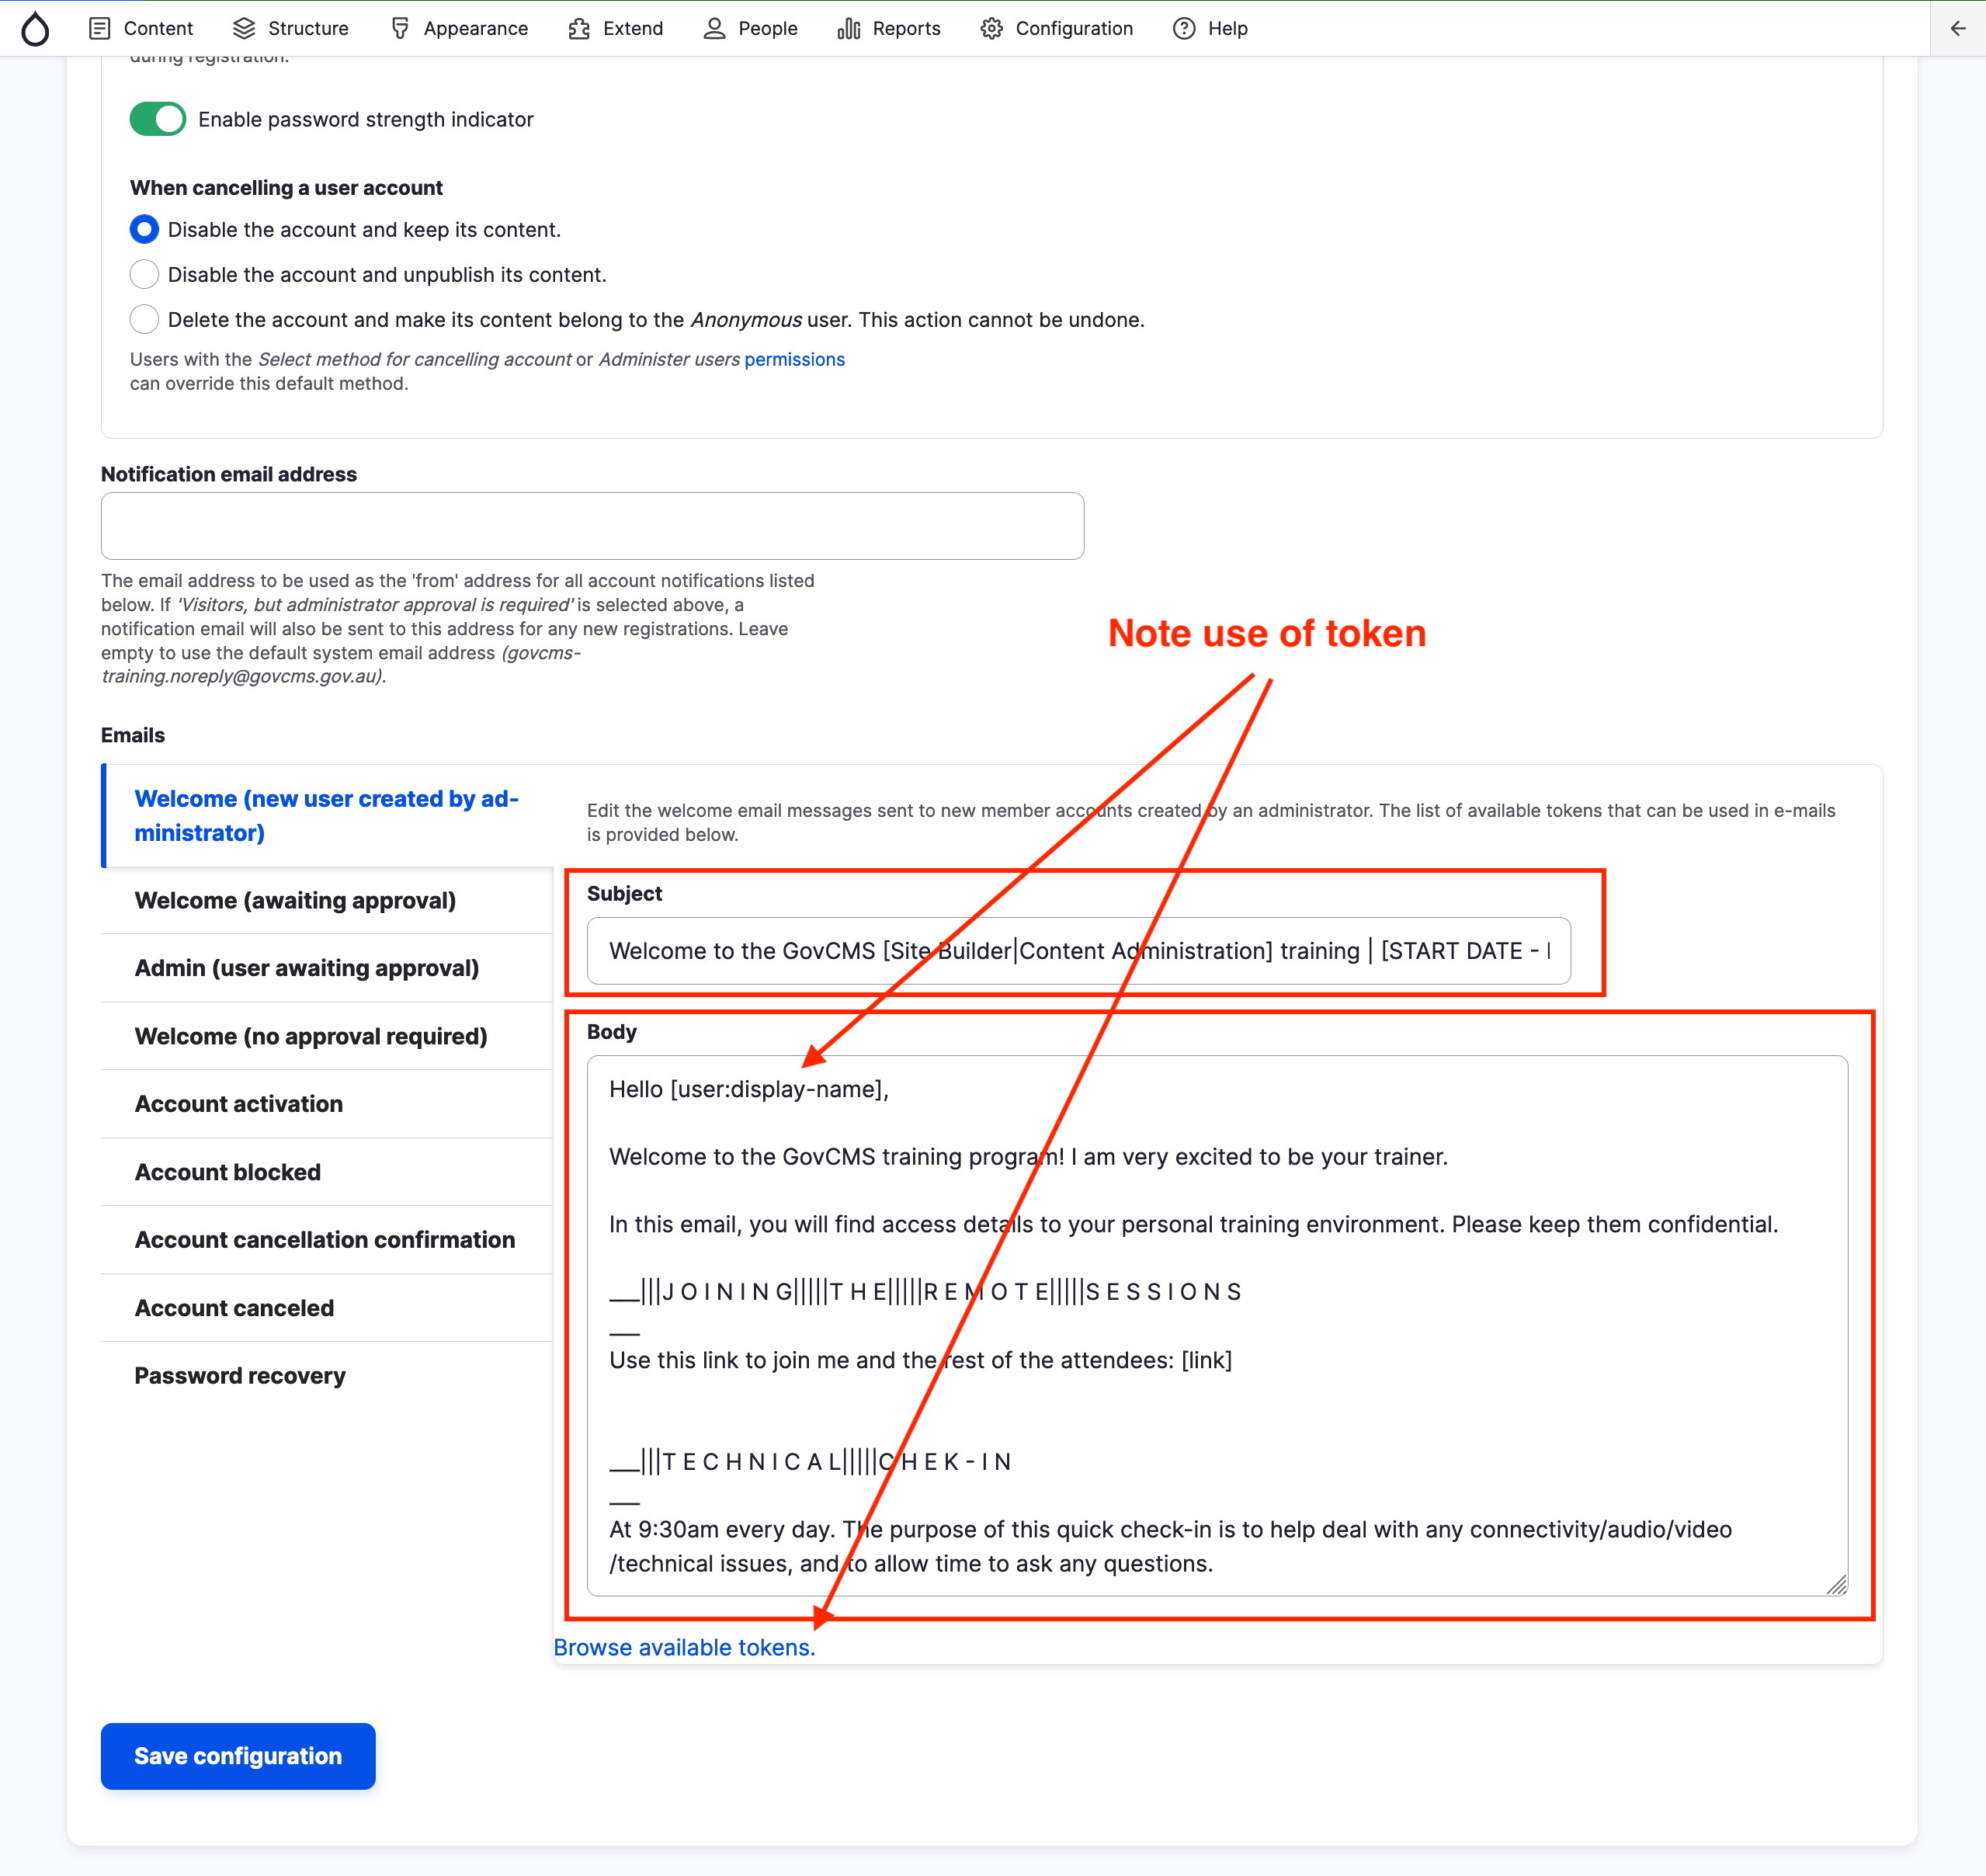 Content Structure Appearance Extend People Reports Configuration Help
during registration.
Enable password strength indicator
When cancelling a user account
Disable the account and keep its content.
Disable the account and unpublish its content.
Delete the account and make its content belong to the Anonymous user. This action cannot be undone.
Users with the Select method for cancelling account or Administer users permissions
can override this default method.
Notification email address
The email address to be used as the 'from' address for all account notifications listed
below. If 'Visitors, but administrator approval is required' is selected above, a
notification email will also be sent to this address for any new registrations. Leave
empty to use the default system email address (govcms-
training.noreply@govcms.gov.au).
Note use of token
Emails
Welcome (new user created by ad-
ministrator)
Welcome (awaiting approval)
Admin (user awaiting approval)
Welcome (no approval required)
Account activation
Account blocked
Account cancellation confirmation
Account canceled
Password recovery
Edit the welcome email messages sent to new member accounts created by an administrator. The list of available tokens that can be used in e-mails
is provided below.
Subject
Welcome to the GovCMS [Site Builder|Content Administration] training | [START DATE -
Body
Hello [user:display-name],
Welcome to the GovCMS training program! I am very excited to be your trainer.
In this email, you will find access details to your personal training environment. Please keep them confidential.
___|||J O I N I N G|||||T H E|||||R E M O T E|||||S E S S I O N S
___
Use this link to join me and the rest of the attendees: [link]
___|||T E C H N I C A L|||||C H E K - I N
___
At 9:30am every day. The purpose of this quick check-in is to help deal with any connectivity/audio/video
/technical issues, and to allow time to ask any questions.
Browse available tokens.
Save configuration